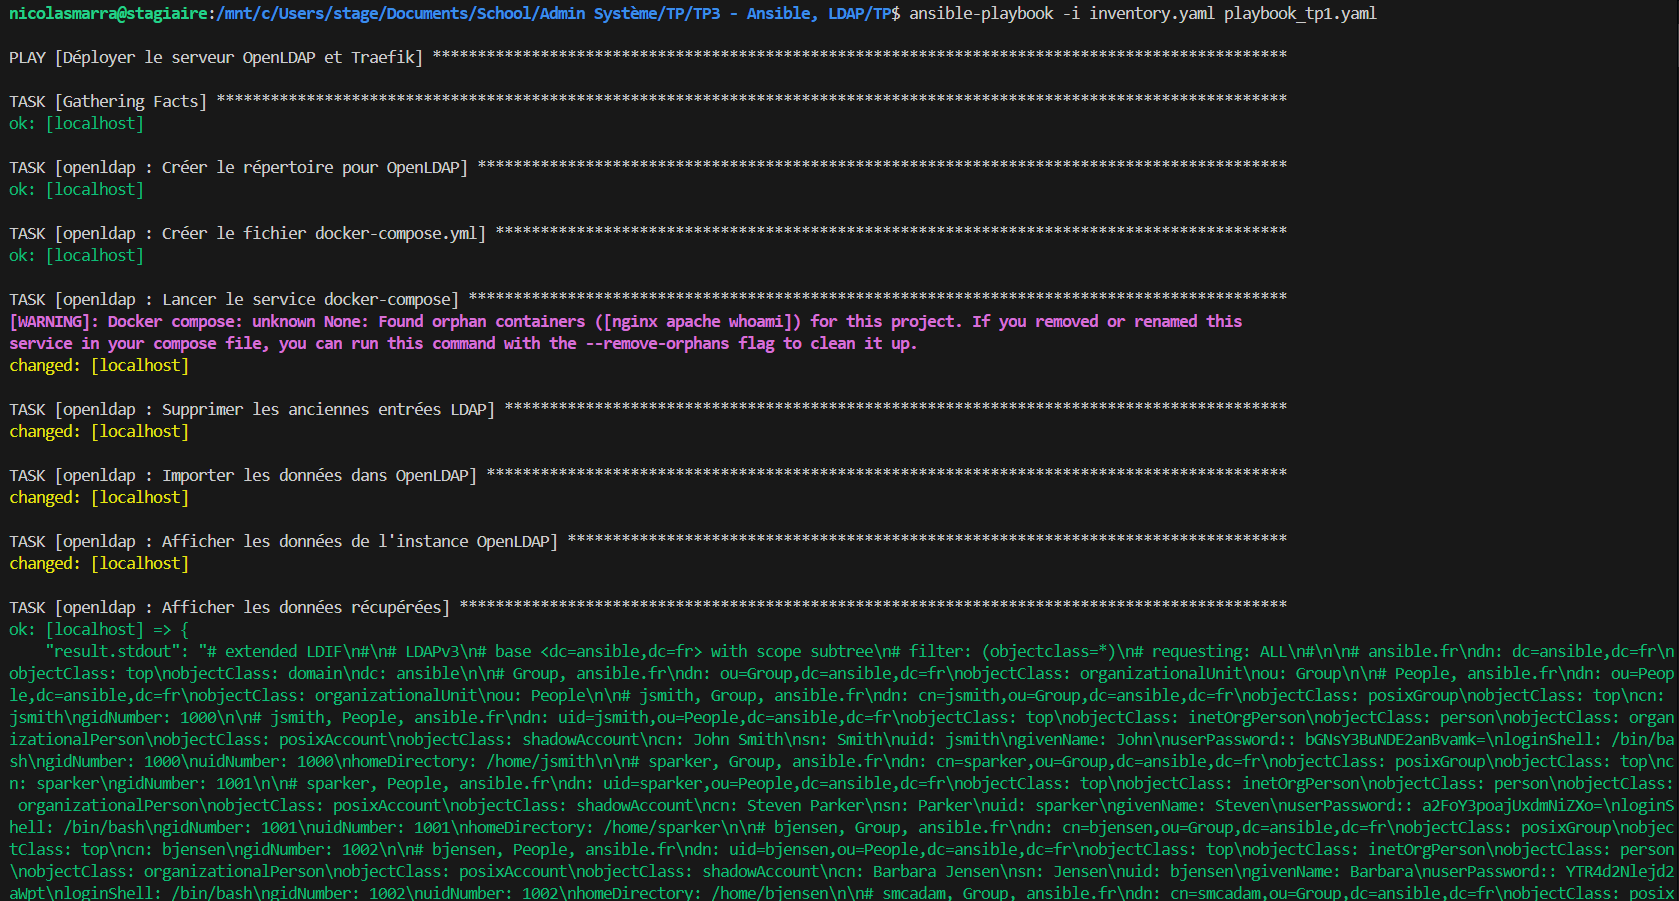 nicolasmarra@stagiaire:/mnt/c/Users/stage/Documents/School/Admin Système/TP/TP3 - Ansible, LDAP/TP$ ansible-playbook -i inventory.yaml playbook_tp1.yaml
PLAY [Déployer le serveur OpenLDAP et Traefik] ***********************************************************************************************
TASK [Gathering Facts] ***********************************************************************************************************************
ok: [localhost]
TASK [openldap : Créer le répertoire pour OpenLDAP] ******************************************************************************************
ok: [localhost]
TASK [openldap : Créer le fichier docker-compose.yml] ****************************************************************************************
ok: [localhost]
TASK [openldap : Lancer le service docker-compose] *******************************************************************************************
[WARNING]: Docker compose: unknown None: Found orphan containers ([nginx apache whoami]) for this project. If you removed or renamed this
service in your compose file, you can run this command with the --remove-orphans flag to clean it up.
changed: [localhost]
TASK [openldap : Supprimer les anciennes entrées LDAP] ***************************************************************************************
changed: [localhost]
TASK [openldap : Importer les données dans OpenLDAP] *****************************************************************************************
changed: [localhost]
TASK [openldap : Afficher les données de l'instance OpenLDAP] ********************************************************************************
changed: [localhost]
TASK [openldap : Afficher les données récupérées] ********************************************************************************************
ok: [localhost] => {
    "result.stdout": "# extended LDIF\n#\n# LDAPv3\n# base <dc=ansible,dc=fr> with scope subtree\n# filter: (objectclass=*)\n# requesting: ALL\n#\n\n# ansible.fr\ndn: dc=ansible,dc=fr\n
objectClass: top\nobjectClass: domain\ndc: ansible\n\n# Group, ansible.fr\ndn: ou=Group,dc=ansible,dc=fr\nobjectClass: organizationalUnit\nou: Group\n\n# People, ansible.fr\ndn: ou=Peop
le,dc=ansible,dc=fr\nobjectClass: organizationalUnit\nou: People\n\n# jsmith, Group, ansible.fr\ndn: cn=jsmith,ou=Group,dc=ansible,dc=fr\nobjectClass: posixGroup\nobjectClass: top\ncn:
jsmith\ngidNumber: 1000\n\n# jsmith, People, ansible.fr\ndn: uid=jsmith,ou=People,dc=ansible,dc=fr\nobjectClass: top\nobjectClass: inetOrgPerson\nobjectClass: person\nobjectClass: organ
izationalPerson\nobjectClass: posixAccount\nobjectClass: shadowAccount\ncn: John Smith\nsn: Smith\nuid: jsmith\ngivenName: John\nuserPassword:: bGNsY3BuNDE2anBvamk=\nloginShell: /bin/ba
sh\ngidNumber: 1000\nuidNumber: 1000\nhomeDirectory: /home/jsmith\n\n# sparker, Group, ansible.fr\ndn: cn=sparker,ou=Group,dc=ansible,dc=fr\nobjectClass: posixGroup\nobjectClass: top\nc
n: sparker\ngidNumber: 1001\n\n# sparker, People, ansible.fr\ndn: uid=sparker,ou=People,dc=ansible,dc=fr\nobjectClass: top\nobjectClass: inetOrgPerson\nobjectClass: person\nobjectClass:
 organizationalPerson\nobjectClass: posixAccount\nobjectClass: shadowAccount\ncn: Steven Parker\nsn: Parker\nuid: sparker\ngivenName: Steven\nuserPassword:: a2FoY3poajUxdmNiZXo=\nloginS
hell: /bin/bash\ngidNumber: 1001\nuidNumber: 1001\nhomeDirectory: /home/sparker\n\n# bjensen, Group, ansible.fr\ndn: cn=bjensen,ou=Group,dc=ansible,dc=fr\nobjectClass: posixGroup\nobjec
tClass: top\ncn: bjensen\ngidNumber: 1002\n\n# bjensen, People, ansible.fr\ndn: uid=bjensen,ou=People,dc=ansible,dc=fr\nobjectClass: top\nobjectClass: inetOrgPerson\nobjectClass: person
\nobjectClass: organizationalPerson\nobjectClass: posixAccount\nobjectClass: shadowAccount\ncn: Barbara Jensen\nsn: Jensen\nuid: bjensen\ngivenName: Barbara\nuserPassword:: YTR4d2Nlejd2
aWpt\nloginShell: /bin/bash\ngidNumber: 1002\nuidNumber: 1002\nhomeDirectory: /home/bjensen\n\n# smcadam, Group, ansible.fr\ndn: cn=smcadam,ou=Group,dc=ansible,dc=fr\nobjectClass: posix